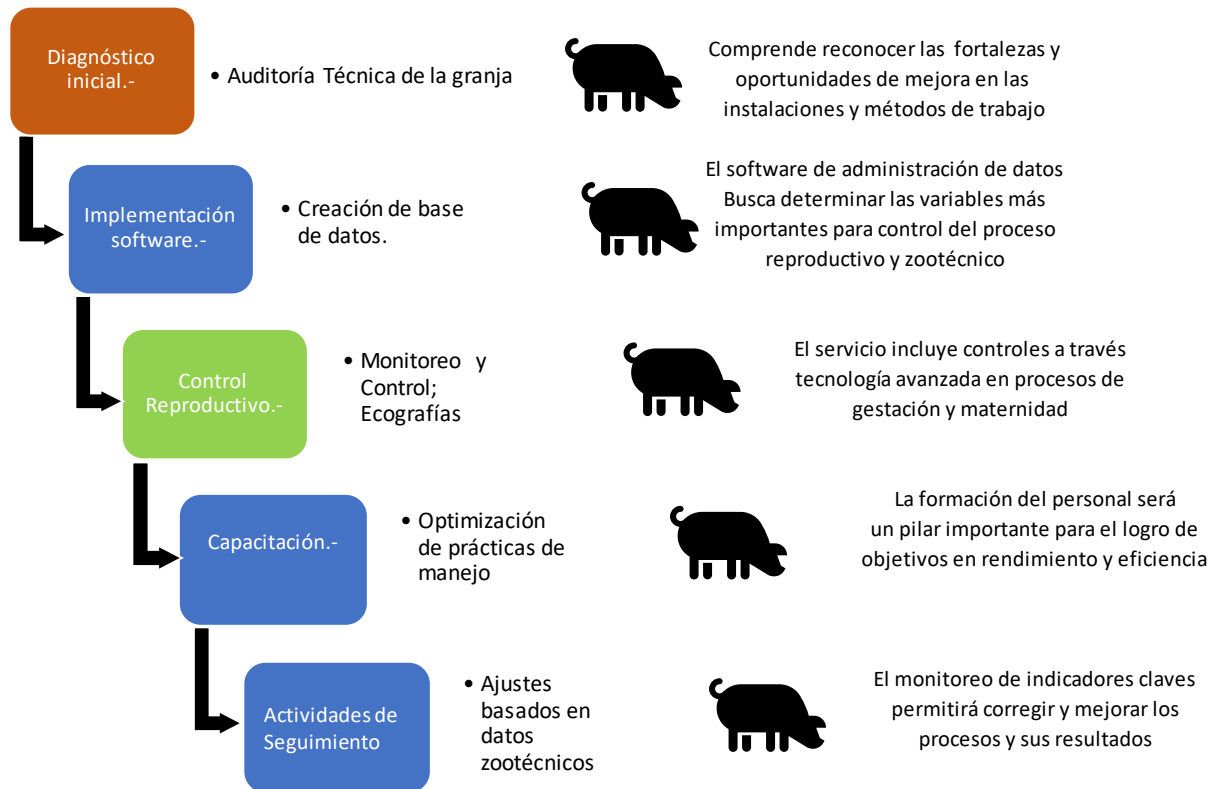 Diagnóstico
inicial.-
• Auditoría Técnica de la granja
Comprende reconocer las fortalezas y
oportunidades de mejora en las
instalaciones y métodos de trabajo
Implementación
software.-
• Creación de base
de datos.
El software de administración de datos
Busca determinar las variables más
importantes para control del proceso
reproductivo y zootécnico
Control
Reproductivo.-
• Monitoreo y
Control;
Ecografías
El servicio incluye controles a través
tecnología avanzada en procesos de
gestación y maternidad
Capacitación.-
• Optimización
de prácticas de
manejo
La formación del personal será
un pilar importante para el logro de
objetivos en rendimiento y eficiencia
Actividades de
Seguimiento
• Ajustes
basados en
datos
zootécnicos
El monitoreo de indicadores claves
permitirá corregir y mejorar los
procesos y sus resultados